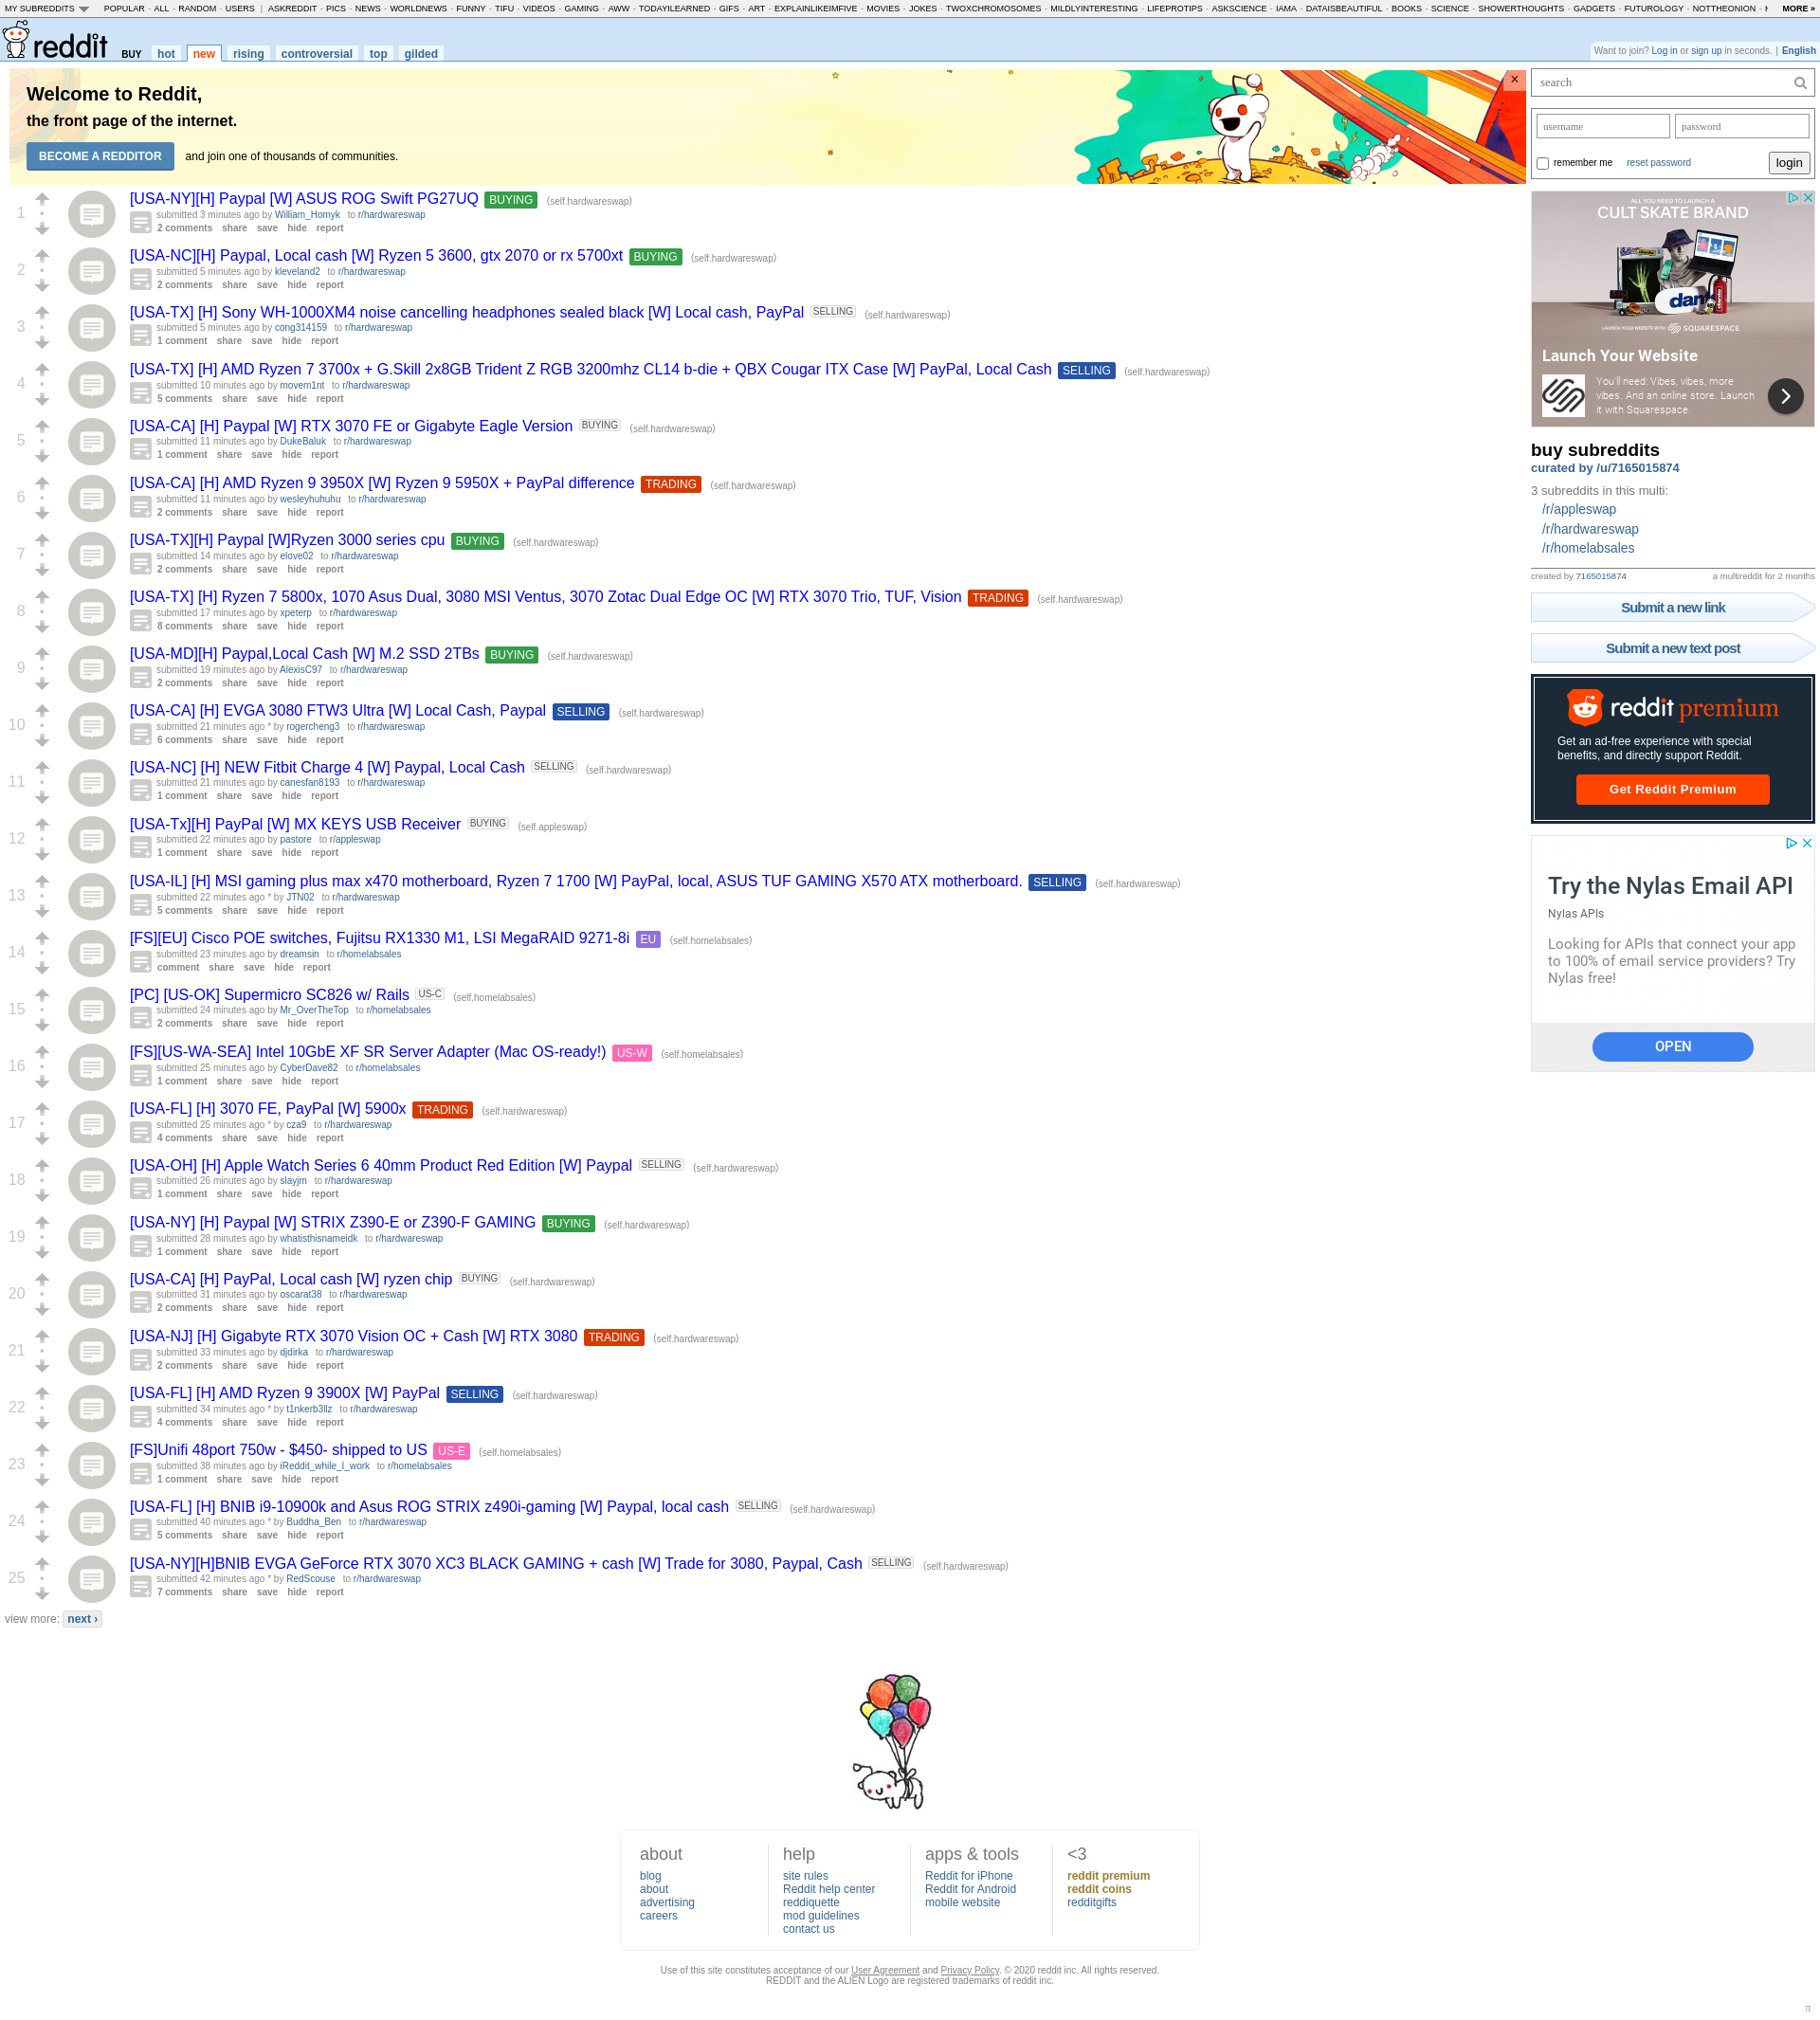 MY SUBREDDITS POPULAR - ALL - RANDOM - USERS | ASKREDDIT - PICS - NEWS - WORLDNEWS - FUNNY - TIFU - VIDEOS - GAMING - AWW - TODAYILEARNED - GIFS - ART - EXPLAINLIKEIMFIVE - MOVIES - JOKES - TWOXCHROMOSOMES - MILDLYINTERESTING - LIFEPROTIPS - ASKSCIENCE - IAMA - DATAISBEAUTIFUL - BOOKS - SCIENCE - SHOWERTHOUGHTS - GADGETS - FUTUROLOGY - NOTTHEONION - MORE »
reddit BUY hot new rising controversial top gilded
Want to join? Log in or sign up in seconds. | English
Welcome to Reddit,
the front page of the internet.
BECOME A REDDITOR and join one of thousands of communities.
×
1
[USA-NY][H] Paypal [W] ASUS ROG Swift PG27UQ BUYING (self.hardwareswap)
submitted 3 minutes ago by William_Homyk to r/hardwareswap
2 comments share save hide report
2
[USA-NC][H] Paypal, Local cash [W] Ryzen 5 3600, gtx 2070 or rx 5700xt BUYING (self.hardwareswap)
submitted 5 minutes ago by kleveland2 to r/hardwareswap
2 comments share save hide report
3
[USA-TX] [H] Sony WH-1000XM4 noise cancelling headphones sealed black [W] Local cash, PayPal SELLING (self.hardwareswap)
submitted 5 minutes ago by cong314159 to r/hardwareswap
1 comment share save hide report
4
[USA-TX] [H] AMD Ryzen 7 3700x + G.Skill 2x8GB Trident Z RGB 3200mhz CL14 b-die + QBX Cougar ITX Case [W] PayPal, Local Cash SELLING (self.hardwareswap)
submitted 10 minutes ago by movem1nt to r/hardwareswap
5 comments share save hide report
5
[USA-CA] [H] Paypal [W] RTX 3070 FE or Gigabyte Eagle Version BUYING (self.hardwareswap)
submitted 11 minutes ago by DukeBaluk to r/hardwareswap
1 comment share save hide report
6
[USA-CA] [H] AMD Ryzen 9 3950X [W] Ryzen 9 5950X + PayPal difference TRADING (self.hardwareswap)
submitted 11 minutes ago by wesleyhuhuhu to r/hardwareswap
2 comments share save hide report
7
[USA-TX][H] Paypal [W]Ryzen 3000 series cpu BUYING (self.hardwareswap)
submitted 14 minutes ago by elove02 to r/hardwareswap
2 comments share save hide report
8
[USA-TX] [H] Ryzen 7 5800x, 1070 Asus Dual, 3080 MSI Ventus, 3070 Zotac Dual Edge OC [W] RTX 3070 Trio, TUF, Vision TRADING (self.hardwareswap)
submitted 17 minutes ago by xpeterp to r/hardwareswap
8 comments share save hide report
9
[USA-MD][H] Paypal,Local Cash [W] M.2 SSD 2TBs BUYING (self.hardwareswap)
submitted 19 minutes ago by AlexisC97 to r/hardwareswap
2 comments share save hide report
10
[USA-CA] [H] EVGA 3080 FTW3 Ultra [W] Local Cash, Paypal SELLING (self.hardwareswap)
submitted 21 minutes ago * by rogercheng3 to r/hardwareswap
6 comments share save hide report
11
[USA-NC] [H] NEW Fitbit Charge 4 [W] Paypal, Local Cash SELLING (self.hardwareswap)
submitted 21 minutes ago by canesfan8193 to r/hardwareswap
1 comment share save hide report
12
[USA-Tx][H] PayPal [W] MX KEYS USB Receiver BUYING (self.appleswap)
submitted 22 minutes ago by pastore to r/appleswap
1 comment share save hide report
13
[USA-IL] [H] MSI gaming plus max x470 motherboard, Ryzen 7 1700 [W] PayPal, local, ASUS TUF GAMING X570 ATX motherboard. SELLING (self.hardwareswap)
submitted 22 minutes ago * by JTN02 to r/hardwareswap
5 comments share save hide report
14
[FS][EU] Cisco POE switches, Fujitsu RX1330 M1, LSI MegaRAID 9271-8i EU (self.homelabsales)
submitted 23 minutes ago by dreamsin to r/homelabsales
comment share save hide report
15
[PC] [US-OK] Supermicro SC826 w/ Rails US-C (self.homelabsales)
submitted 24 minutes ago by Mr_OverTheTop to r/homelabsales
2 comments share save hide report
16
[FS][US-WA-SEA] Intel 10GbE XF SR Server Adapter (Mac OS-ready!) US-W (self.homelabsales)
submitted 25 minutes ago by CyberDave82 to r/homelabsales
1 comment share save hide report
17
[USA-FL] [H] 3070 FE, PayPal [W] 5900x TRADING (self.hardwareswap)
submitted 25 minutes ago * by cza9 to r/hardwareswap
4 comments share save hide report
18
[USA-OH] [H] Apple Watch Series 6 40mm Product Red Edition [W] Paypal SELLING (self.hardwareswap)
submitted 26 minutes ago by slayjm to r/hardwareswap
1 comment share save hide report
19
[USA-NY] [H] Paypal [W] STRIX Z390-E or Z390-F GAMING BUYING (self.hardwareswap)
submitted 28 minutes ago by whatisthisnameidk to r/hardwareswap
1 comment share save hide report
20
[USA-CA] [H] PayPal, Local cash [W] ryzen chip BUYING (self.hardwareswap)
submitted 31 minutes ago by oscarat38 to r/hardwareswap
2 comments share save hide report
21
[USA-NJ] [H] Gigabyte RTX 3070 Vision OC + Cash [W] RTX 3080 TRADING (self.hardwareswap)
submitted 33 minutes ago by djdirka to r/hardwareswap
2 comments share save hide report
22
[USA-FL] [H] AMD Ryzen 9 3900X [W] PayPal SELLING (self.hardwareswap)
submitted 34 minutes ago * by t1nkerb3llz to r/hardwareswap
4 comments share save hide report
23
[FS]Unifi 48port 750w - $450- shipped to US US-E (self.homelabsales)
submitted 38 minutes ago by iReddit_while_I_work to r/homelabsales
1 comment share save hide report
24
[USA-FL] [H] BNIB i9-10900k and Asus ROG STRIX z490i-gaming [W] Paypal, local cash SELLING (self.hardwareswap)
submitted 40 minutes ago * by Buddha_Ben to r/hardwareswap
5 comments share save hide report
25
[USA-NY][H]BNIB EVGA GeForce RTX 3070 XC3 BLACK GAMING + cash [W] Trade for 3080, Paypal, Cash SELLING (self.hardwareswap)
submitted 42 minutes ago * by RedScouse to r/hardwareswap
7 comments share save hide report
view more: next ›
search
username password
remember me reset password login
ALL YOU NEED TO LAUNCH A
CULT SKATE BRAND
dan
LAUNCH YOUR WEBSITE WITH SQUARESPACE
Launch Your Website
You'll need: Vibes, vibes, more
vibes. And an online store. Launch
it with Squarespace.
buy subreddits
curated by /u/7165015874
3 subreddits in this multi:
/r/appleswap
/r/hardwareswap
/r/homelabsales
created by 7165015874 a multireddit for 2 months
Submit a new link
Submit a new text post
reddit premium
Get an ad-free experience with special
benefits, and directly support Reddit.
Get Reddit Premium
Try the Nylas Email API
Nylas APIs
Looking for APIs that connect your app
to 100% of email service providers? Try
Nylas free!
OPEN
about
blog
about
advertising
careers
help
site rules
Reddit help center
reddiquette
mod guidelines
contact us
apps & tools
Reddit for iPhone
Reddit for Android
mobile website
<3
reddit premium
reddit coins
redditgifts
Use of this site constitutes acceptance of our User Agreement and Privacy Policy. © 2020 reddit inc. All rights reserved.
REDDIT and the ALIEN Logo are registered trademarks of reddit inc.
π